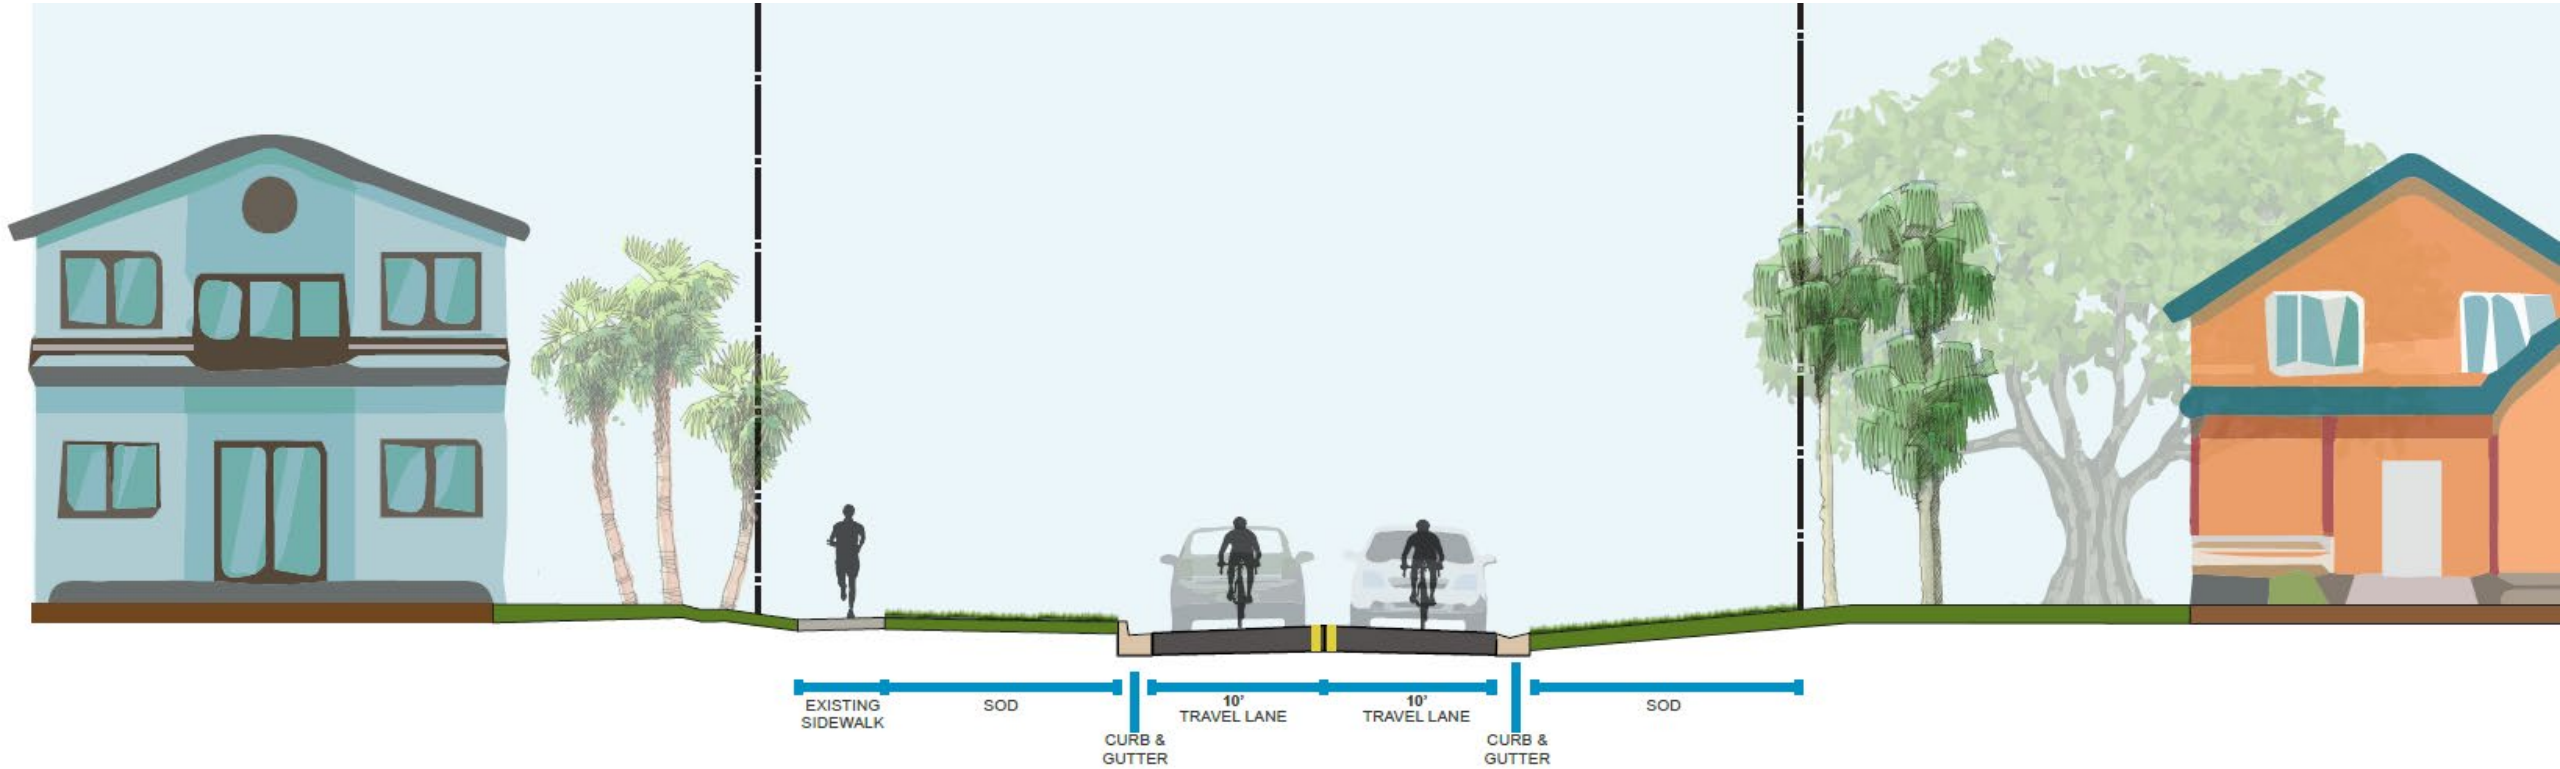 EXISTING
SIDEWALK
SOD
CURB &
GUTTER
10'
TRAVEL LANE
10'
TRAVEL LANE
CURB &
GUTTER
SOD